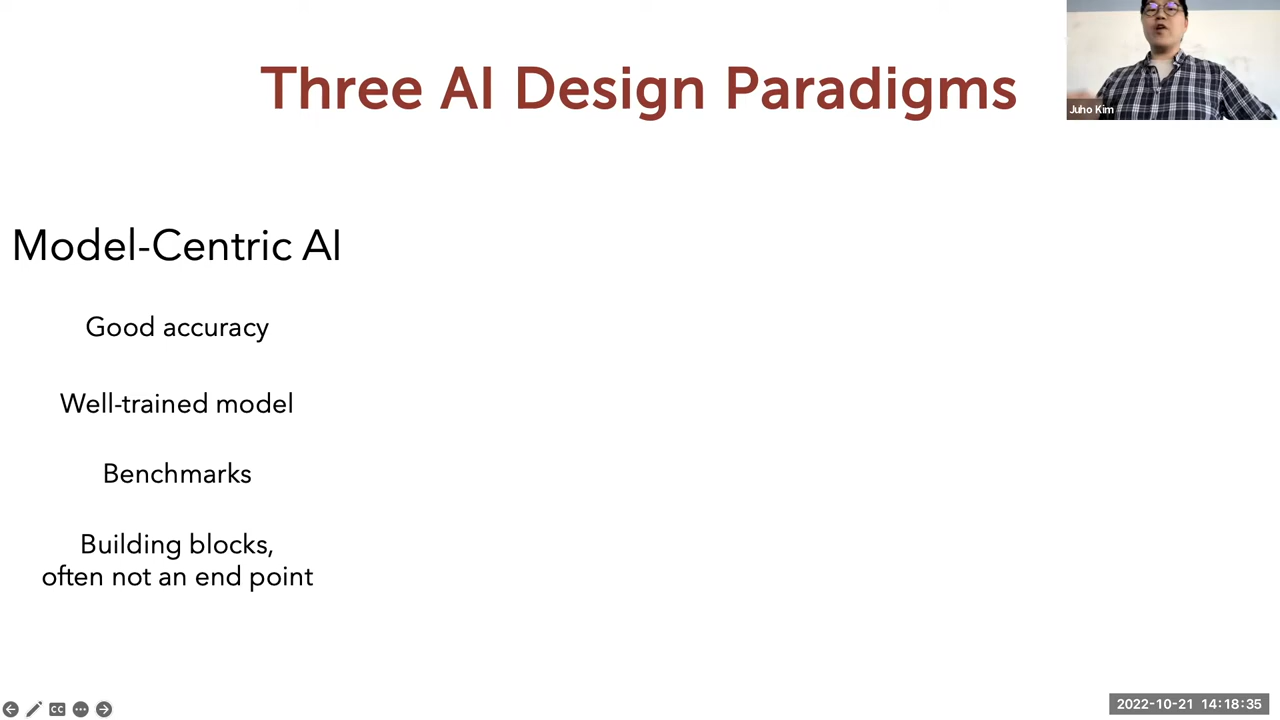 Three AI Design Paradigms
Juho Kim
Model-Centric AI
Good accuracy
Well-trained model
Benchmarks
Building blocks,
often not an end point
CC
2022-10-21 14:18:35